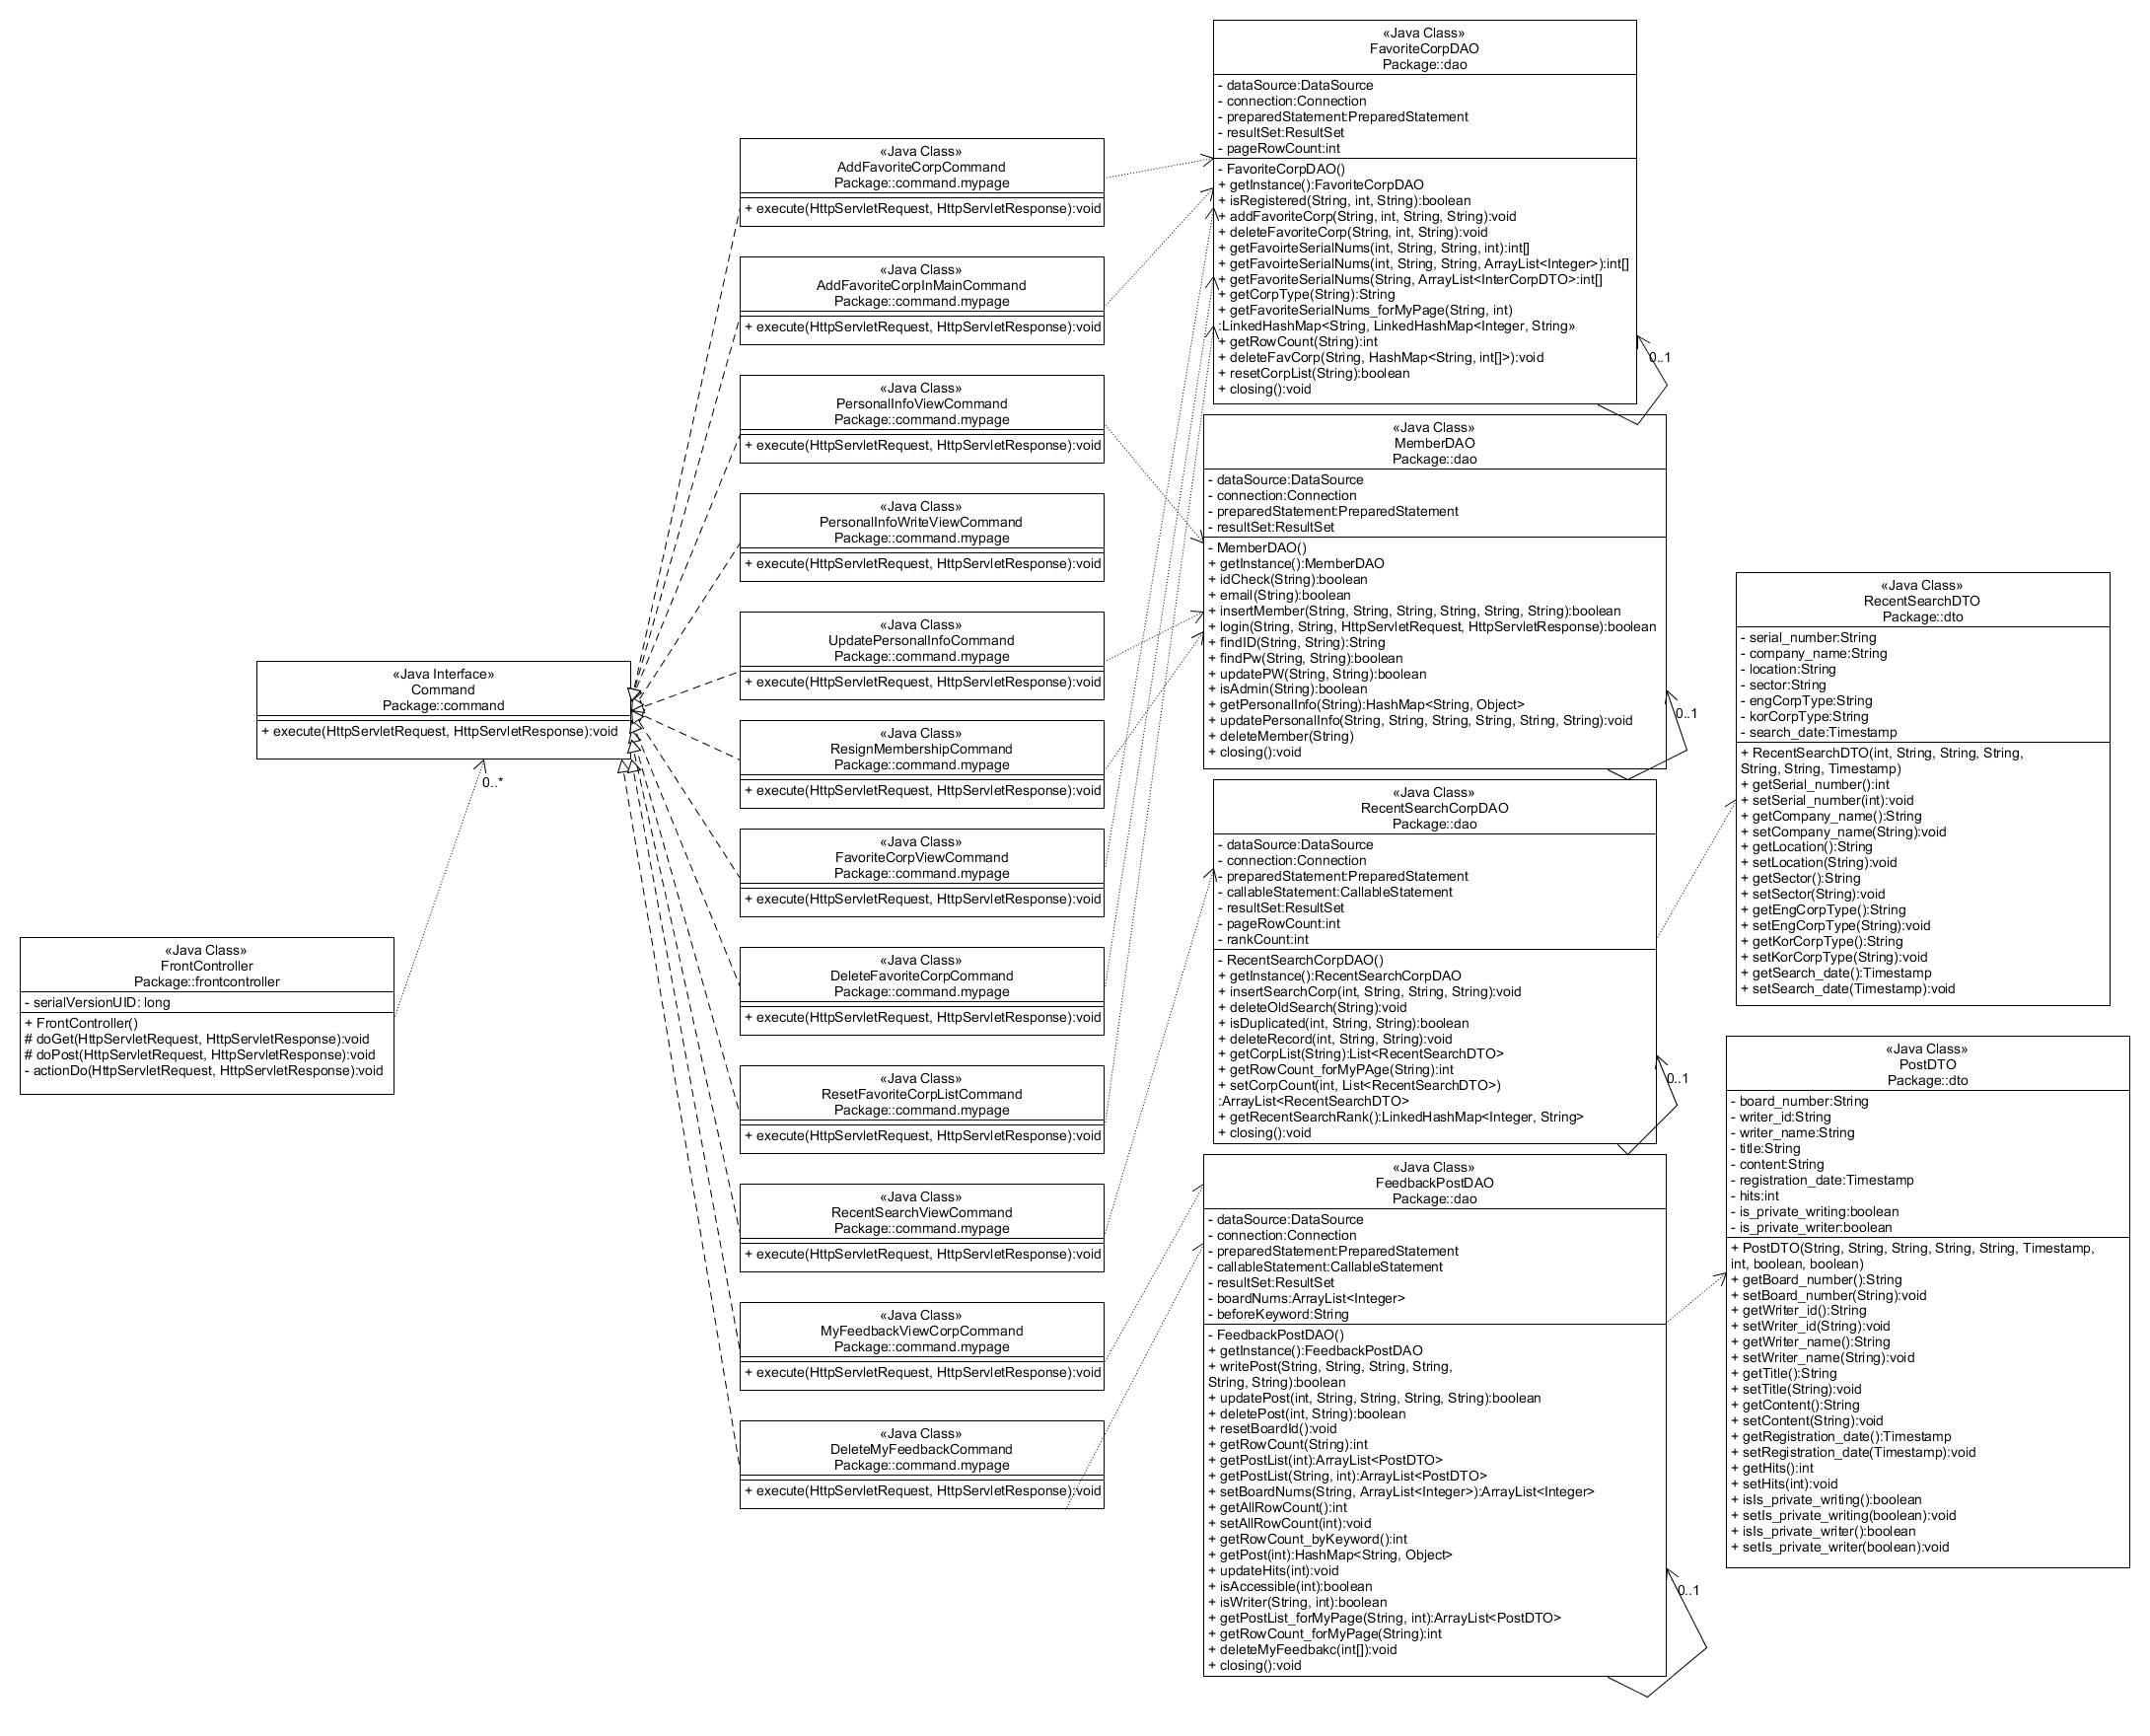 «Java Class»
FavoriteCorpDAO
Package::dao
- dataSource:DataSource
- connection:Connection
- preparedStatement:PreparedStatement
- resultSet:ResultSet
- pageRowCount:int
- FavoriteCorpDAO()
+ getInstance():FavoriteCorpDAO
+ isRegistered(String, int, String):boolean
+ addFavoriteCorp(String, int, String, String):void
+ deleteFavoriteCorp(String, int, String):void
+ getFavoirteSerialNums(int, String, String, int):int[]
+ getFavoirteSerialNums(int, String, String, ArrayList<Integer>):int[]
+ getFavoriteSerialNums(String, ArrayList<InterCorpDTO>:int[]
+ getCorpType(String):String
+ getFavoriteSerialNums_forMyPage(String, int)
:LinkedHashMap<String, LinkedHashMap<Integer, String»
+ getRowCount(String):int
+ deleteFavCorp(String, HashMap<String, int[]>):void
+ resetCorpList(String):boolean
+ closing():void
0..1
«Java Class»
AddFavoriteCorpCommand
Package::command.mypage
+ execute(HttpServletRequest, HttpServletResponse):void
«Java Class»
AddFavoriteCorpInMainCommand
Package::command.mypage
+ execute(HttpServletRequest, HttpServletResponse):void
«Java Class»
PersonalInfoViewCommand
Package::command.mypage
+ execute(HttpServletRequest, HttpServletResponse):void
«Java Class»
PersonalInfoWriteViewCommand
Package::command.mypage
+ execute(HttpServletRequest, HttpServletResponse):void
«Java Class»
UpdatePersonalInfoCommand
Package::command.mypage
+ execute(HttpServletRequest, HttpServletResponse):void
«Java Class»
ResignMembershipCommand
Package::command.mypage
+ execute(HttpServletRequest, HttpServletResponse):void
«Java Class»
FavoriteCorpViewCommand
Package::command.mypage
+ execute(HttpServletRequest, HttpServletResponse):void
«Java Class»
DeleteFavoriteCorpCommand
Package::command.mypage
+ execute(HttpServletRequest, HttpServletResponse):void
«Java Class»
ResetFavoriteCorpListCommand
Package::command.mypage
+ execute(HttpServletRequest, HttpServletResponse):void
«Java Class»
RecentSearchViewCommand
Package::command.mypage
+ execute(HttpServletRequest, HttpServletResponse):void
«Java Class»
MyFeedbackViewCorpCommand
Package::command.mypage
+ execute(HttpServletRequest, HttpServletResponse):void
«Java Class»
DeleteMyFeedbackCommand
Package::command.mypage
+ execute(HttpServletRequest, HttpServletResponse):void
«Java Interface»
Command
Package::command
+ execute(HttpServletRequest, HttpServletResponse):void
0..*
«Java Class»
FrontController
Package::frontcontroller
- serialVersionUID: long
+ FrontController()
# doGet(HttpServletRequest, HttpServletResponse):void
# doPost(HttpServletRequest, HttpServletResponse):void
- actionDo(HttpServletRequest, HttpServletResponse):void
«Java Class»
MemberDAO
Package::dao
- dataSource:DataSource
- connection:Connection
- preparedStatement:PreparedStatement
- resultSet:ResultSet
- MemberDAO()
+ getInstance():MemberDAO
+ idCheck(String):boolean
+ email(String):boolean
+ insertMember(String, String, String, String, String, String):boolean
+ login(String, String, HttpServletRequest, HttpServletResponse):boolean
+ findID(String, String):String
+ findPw(String, String):boolean
+ updatePW(String, String):boolean
+ isAdmin(String):boolean
+ getPersonalInfo(String):HashMap<String, Object>
+ updatePersonalInfo(String, String, String, String, String, String):void
+ deleteMember(String)
+ closing():void
0..1
«Java Class»
RecentSearchCorpDAO
Package::dao
- dataSource:DataSource
- connection:Connection
- preparedStatement:PreparedStatement
- callableStatement:CallableStatement
- resultSet:ResultSet
- pageRowCount:int
- rankCount:int
- RecentSearchCorpDAO()
+ getInstance():RecentSearchCorpDAO
+ insertSearchCorp(int, String, String, String):void
+ deleteOldSearch(String):void
+ isDuplicated(int, String, String):boolean
+ deleteRecord(int, String, String):void
+ getCorpList(String):List<RecentSearchDTO>
+ getRowCount_forMyPAge(String):int
+ setCorpCount(int, List<RecentSearchDTO>)
:ArrayList<RecentSearchDTO>
+ getRecentSearchRank():LinkedHashMap<Integer, String>
+ closing():void
0..1
«Java Class»
FeedbackPostDAO
Package::dao
- dataSource:DataSource
- connection:Connection
- preparedStatement:PreparedStatement
- callableStatement:CallableStatement
- resultSet:ResultSet
- boardNums:ArrayList<Integer>
- beforeKeyword:String
- FeedbackPostDAO()
+ getInstance():FeedbackPostDAO
+ writePost(String, String, String, String,
String, String):boolean
+ updatePost(int, String, String, String, String):boolean
+ deletePost(int, String):boolean
+ resetBoardId():void
+ getRowCount(String):int
+ getPostList(int):ArrayList<PostDTO>
+ getPostList(String, int):ArrayList<PostDTO>
+ setBoardNums(String, ArrayList<Integer>):ArrayList<Integer>
+ getAllRowCount():int
+ setAllRowCount(int):void
+ getRowCount_byKeyword():int
+ getPost(int):HashMap<String, Object>
+ updateHits(int):void
+ isAccessible(int):boolean
+ isWriter(String, int):boolean
+ getPostList_forMyPage(String, int):ArrayList<PostDTO>
+ getRowCount_forMyPage(String):int
+ deleteMyFeedbakc(int[]):void
+ closing():void
0..1
«Java Class»
RecentSearchDTO
Package::dto
- serial_number:String
- company_name:String
- location:String
- sector:String
- engCorpType:String
- korCorpType:String
- search_date:Timestamp
+ RecentSearchDTO(int, String, String, String,
String, String, Timestamp)
+ getSerial_number():int
+ setSerial_number(int):void
+ getCompany_name():String
+ setCompany_name(String):void
+ getLocation():String
+ setLocation(String):void
+ getSector():String
+ setSector(String):void
+ getEngCorpType():String
+ setEngCorpType(String):void
+ getKorCorpType():String
+ setKorCorpType(String):void
+ getSearch_date():Timestamp
+ setSearch_date(Timestamp):void
«Java Class»
PostDTO
Package::dto
- board_number:String
- writer_id:String
- writer_name:String
- title:String
- content:String
- registration_date:Timestamp
- hits:int
- is_private_writing:boolean
- is_private_writer:boolean
+ PostDTO(String, String, String, String, String, Timestamp,
int, boolean, boolean)
+ getBoard_number():String
+ setBoard_number(String):void
+ getWriter_id():String
+ setWriter_id(String):void
+ getWriter_name():String
+ setWriter_name(String):void
+ getTitle():String
+ setTitle(String):void
+ getContent():String
+ setContent(String):void
+ getRegistration_date():Timestamp
+ setRegistration_date(Timestamp):void
+ getHits():int
+ setHits(int):void
+ isIs_private_writing():boolean
+ setIs_private_writing(boolean):void
+ isIs_private_writer():boolean
+ setIs_private_writer(boolean):void